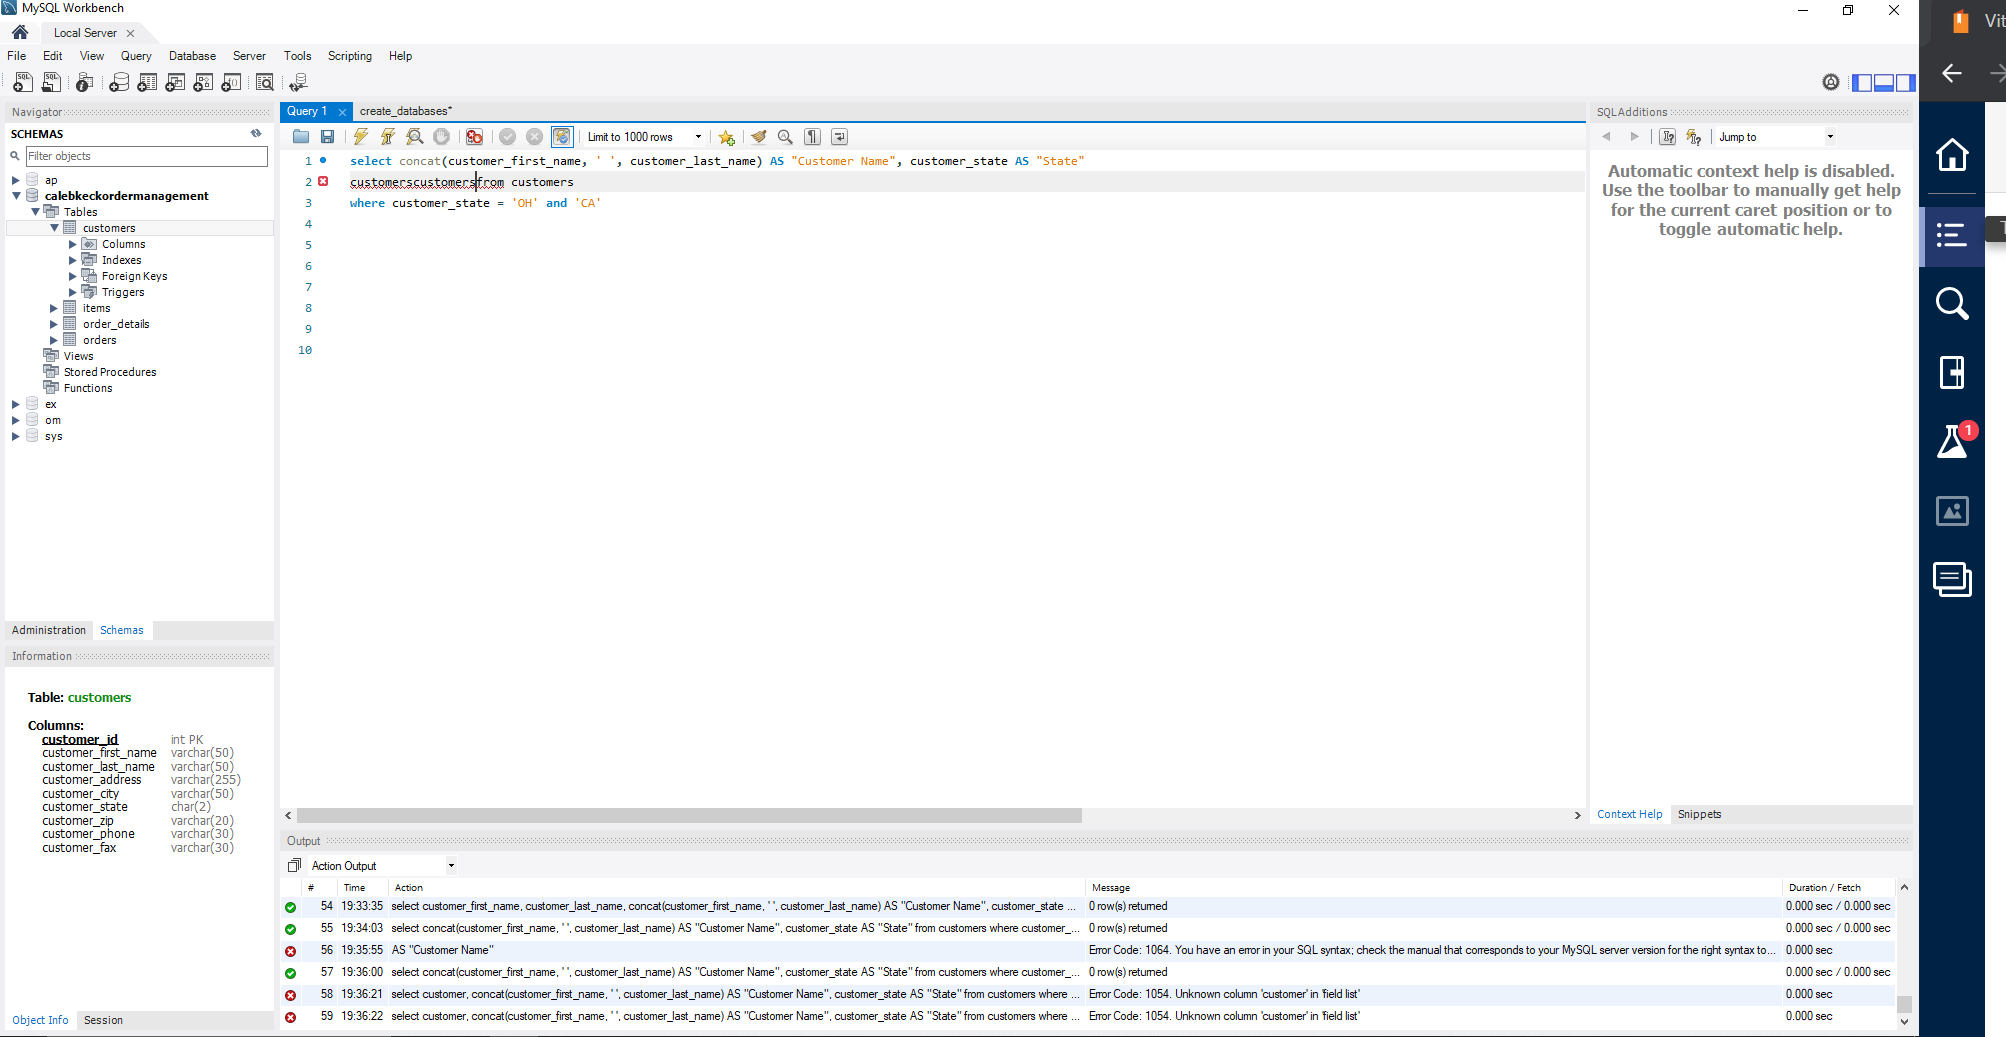 MySQL Workbench
Local Server
File Edit View Query Database Server Tools Scripting Help
Navigator
SCHEMAS
Filter objects
ap
calebkeckordermanagement
Tables
customers
Columns
Indexes
Foreign Keys
Triggers
items
order_details
orders
Views
Stored Procedures
Functions
ex
om
sys
Administration Schemas
Information
Table: customers
Columns:
customer_id int PK
customer_first_name varchar(50)
customer_last_name varchar(50)
customer_address varchar(255)
customer_city varchar(50)
customer_state char(2)
customer_zip varchar(20)
customer_phone varchar(30)
customer_fax varchar(30)
Object Info Session
Query 1 create_databases*
Limit to 1000 rows
1 select concat(customer_first_name, ' ', customer_last_name) AS "Customer Name", customer_state AS "State"
2 customerscustomersfrom customers
3 where customer_state = 'OH' and 'CA'
4
5
6
7
8
9
10
SQLAdditions
Jump to
Automatic context help is disabled.
Use the toolbar to manually get help
for the current caret position or to
toggle automatic help.
Context Help Snippets
Output
Action Output
# Time Action Message Duration / Fetch
54 19:33:35 select customer_first_name, customer_last_name, concat(customer_first_name, ' ', customer_last_name) AS "Customer Name", customer_state ... 0 row(s) returned 0.000 sec / 0.000 sec
55 19:34:03 select concat(customer_first_name, ' ', customer_last_name) AS "Customer Name", customer_state AS "State" from customers where customer_... 0 row(s) returned 0.000 sec / 0.000 sec
56 19:35:55 AS "Customer Name" Error Code: 1064. You have an error in your SQL syntax; check the manual that corresponds to your MySQL server version for the right syntax to... 0.000 sec
57 19:36:00 select concat(customer_first_name, ' ', customer_last_name) AS "Customer Name", customer_state AS "State" from customers where customer_... 0 row(s) returned 0.000 sec / 0.000 sec
58 19:36:21 select customer, concat(customer_first_name, ' ', customer_last_name) AS "Customer Name", customer_state AS "State" from customers where ... Error Code: 1054. Unknown column 'customer' in 'field list' 0.000 sec
59 19:36:22 select customer, concat(customer_first_name, ' ', customer_last_name) AS "Customer Name", customer_state AS "State" from customers where ... Error Code: 1054. Unknown column 'customer' in 'field list' 0.000 sec
Vit
1